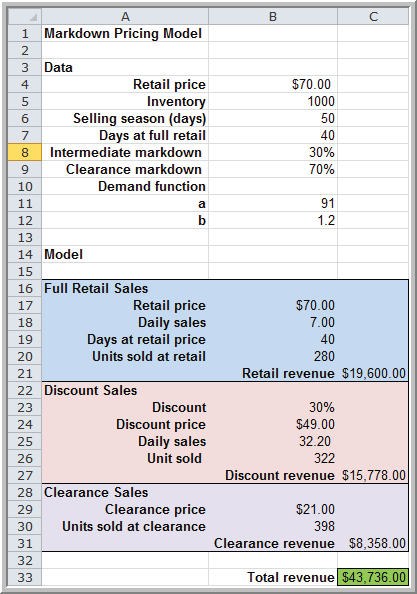 A B C
1 Markdown Pricing Model
2
3 Data
4 Retail price $70.00
5 Inventory 1000
6 Selling season (days) 50
7 Days at full retail 40
8 Intermediate markdown 30%
9 Clearance markdown 70%
10 Demand function
11 a 91
12 b 1.2
13
14 Model
15
16 Full Retail Sales
17 Retail price $70.00
18 Daily sales 7.00
19 Days at retail price 40
20 Units sold at retail 280
21 Retail revenue $19,600.00
22 Discount Sales
23 Discount 30%
24 Discount price $49.00
25 Daily sales 32.20
26 Unit sold 322
27 Discount revenue $15,778.00
28 Clearance Sales
29 Clearance price $21.00
30 Units sold at clearance 398
31 Clearance revenue $8,358.00
32
33 Total revenue $43,736.00